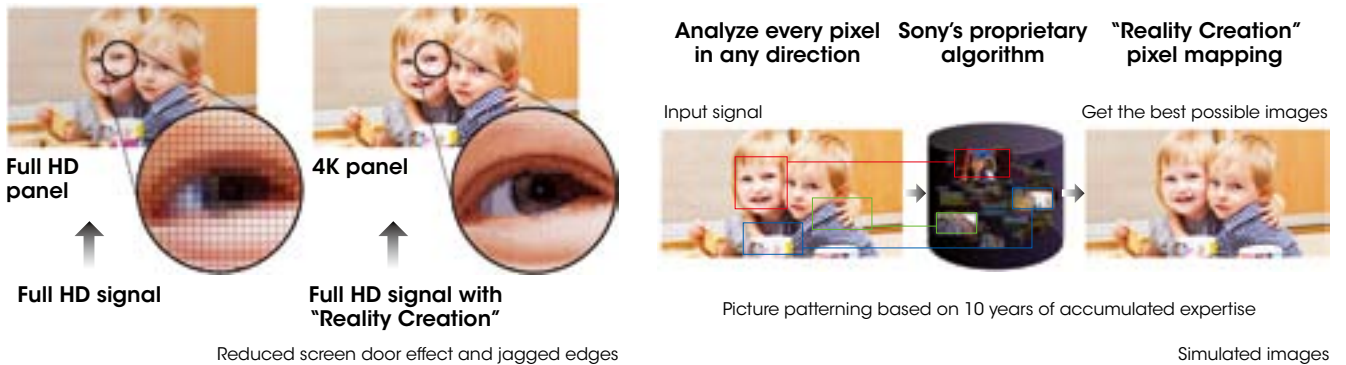 Full HD
panel
4K panel
Full HD signal
Full HD signal with
“Reality Creation”
Reduced screen door effect and jagged edges
Analyze every pixel
in any direction
Sony’s proprietary
algorithm
“Reality Creation”
pixel mapping
Input signal
Get the best possible images
Picture patterning based on 10 years of accumulated expertise
Simulated images